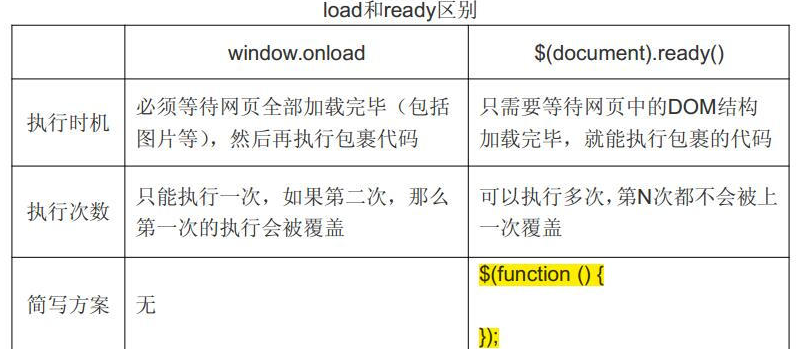 load和ready区别
window.onload
$(document).ready()
执行时机
必须等待网页全部加载完毕（包括
图片等），然后再执行包裹代码
只需要等待网页中的DOM结构
加载完毕，就能执行包裹的代码
执行次数
只能执行一次，如果第二次，那么
第一次的执行会被覆盖
可以执行多次，第N次都不会被上
一次覆盖
简写方案
无
$(function () {
});